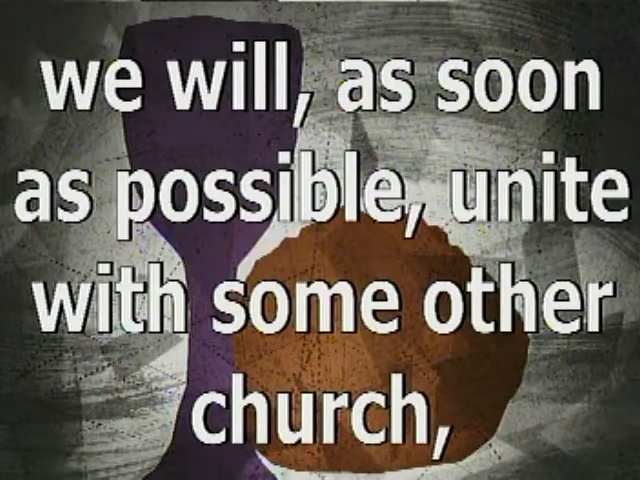 we will, as soon
as possible, unite
with some other
church,